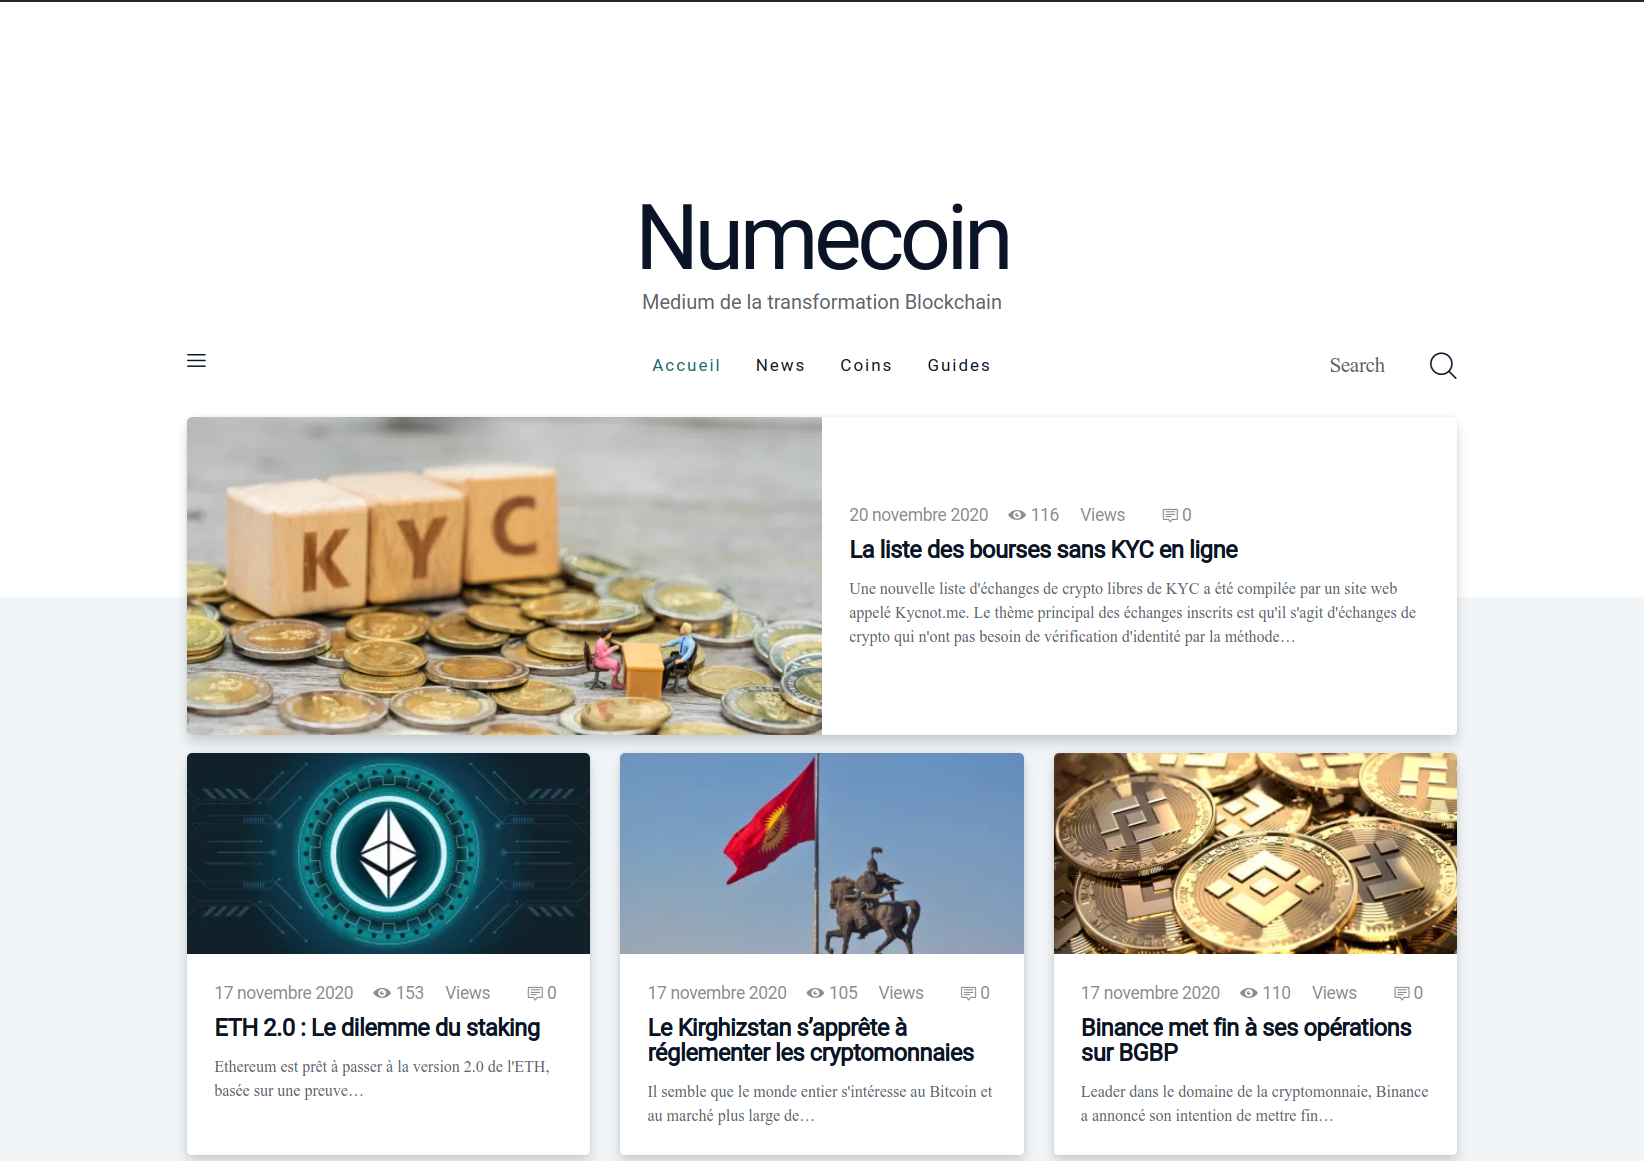 Numecoin
Medium de la transformation Blockchain
Accueil News Coins Guides Search
K Y C
20 novembre 2020 116 Views 0
La liste des bourses sans KYC en ligne
Une nouvelle liste d'échanges de crypto libres de KYC a été compilée par un site web
appelé Kycnot.me. Le thème principal des échanges inscrits est qu'il s'agit d'échanges de
crypto qui n'ont pas besoin de vérification d'identité par la méthode…
17 novembre 2020 153 Views 0
ETH 2.0 : Le dilemme du staking
Ethereum est prêt à passer à la version 2.0 de l'ETH,
basée sur une preuve…
17 novembre 2020 105 Views 0
Le Kirghizstan s’apprête à
réglementer les cryptomonnaies
Il semble que le monde entier s'intéresse au Bitcoin et
au marché plus large de…
17 novembre 2020 110 Views 0
Binance met fin à ses opérations
sur BGBP
Leader dans le domaine de la cryptomonnaie, Binance
a annoncé son intention de mettre fin…